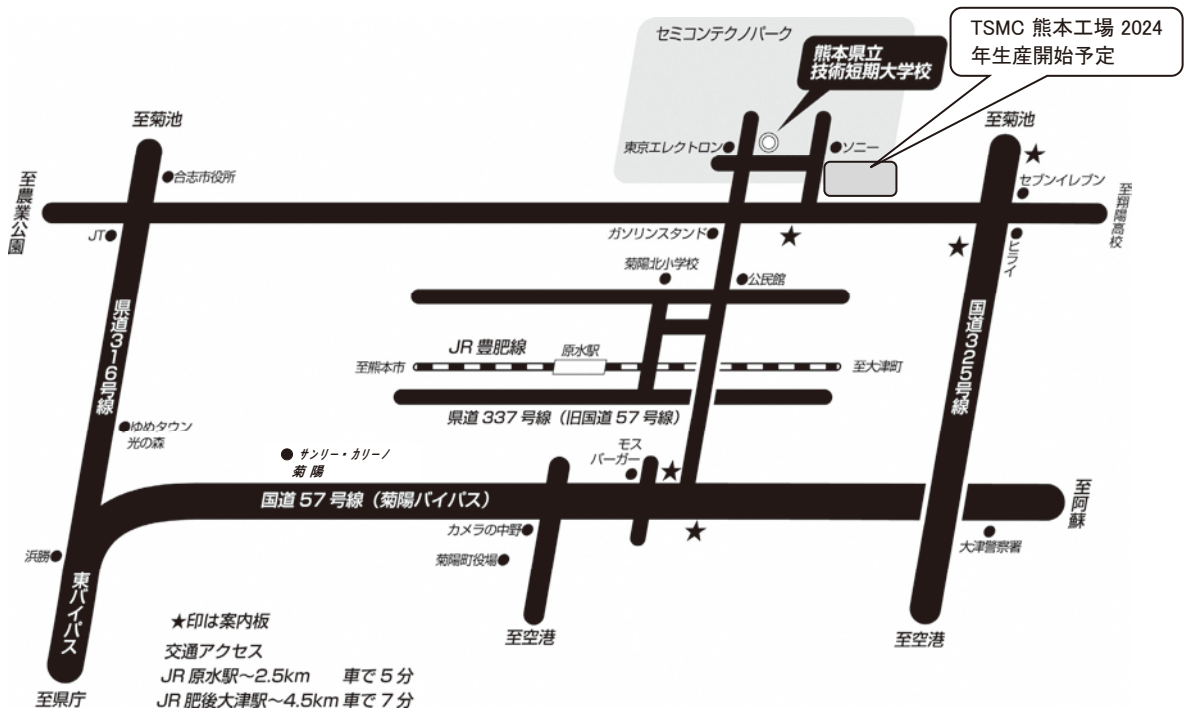 TSMC 熊本工場 2024
年生産開始予定
セミコンテクノパーク
熊本県立
技術短期大学校
至菊池
至菊池
東京エレクトロン
ソニー
合志市役所
セブンイレブン
至農業公園
至翔陽高校
JT
ガソリンスタンド
ヒライ
菊陽北小学校
公民館
県道316号線
国道325号線
JR 豊肥線
原水駅
至熊本市
至大津町
県道 337 号線（旧国道 57 号線）
ゆめタウン
光の森
モス
バーガー
サンリー・カリーノ
菊陽
国道 57 号線（菊陽バイパス）
至阿蘇
カメラの中野
大津警察署
浜勝
菊陽町役場
東バイパス
★印は案内板
至空港
至空港
交通アクセス
JR 原水駅～2.5km 車で 5 分
至県庁
JR 肥後大津駅～4.5km 車で 7 分